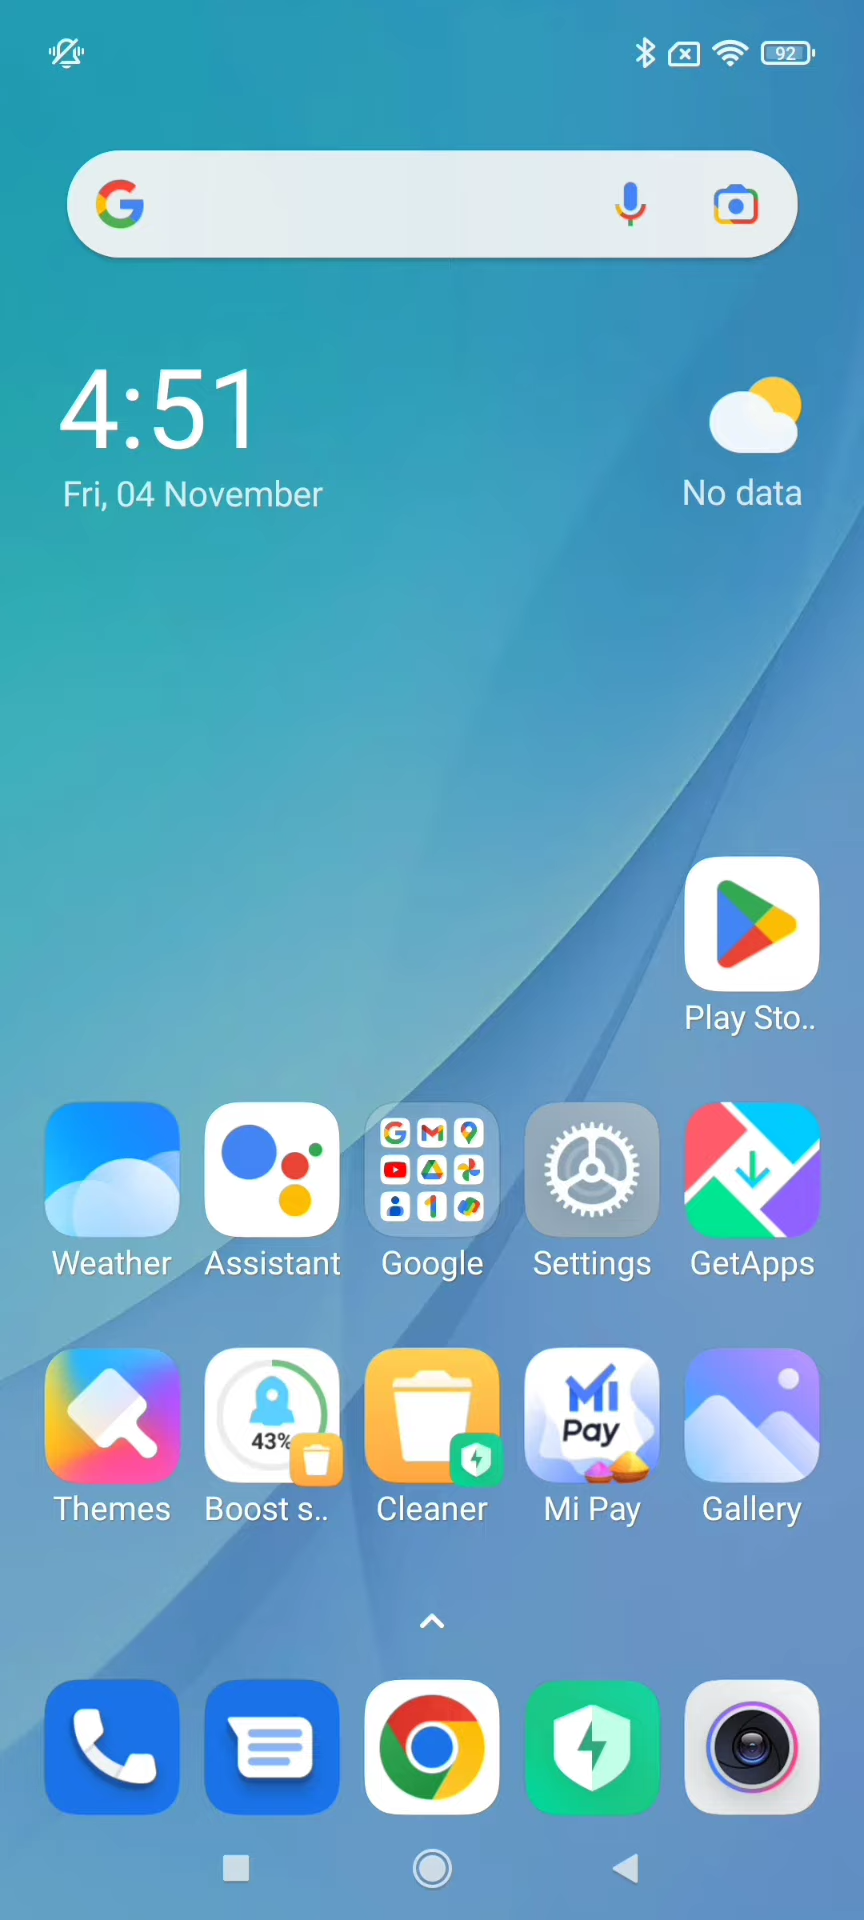 92
4:51
Fri, 04 November
No data
Play Sto..
Weather
Assistant
Google
Settings
GetApps
43%
Pay
Themes
Boost s..
Cleaner
Mi Pay
Gallery